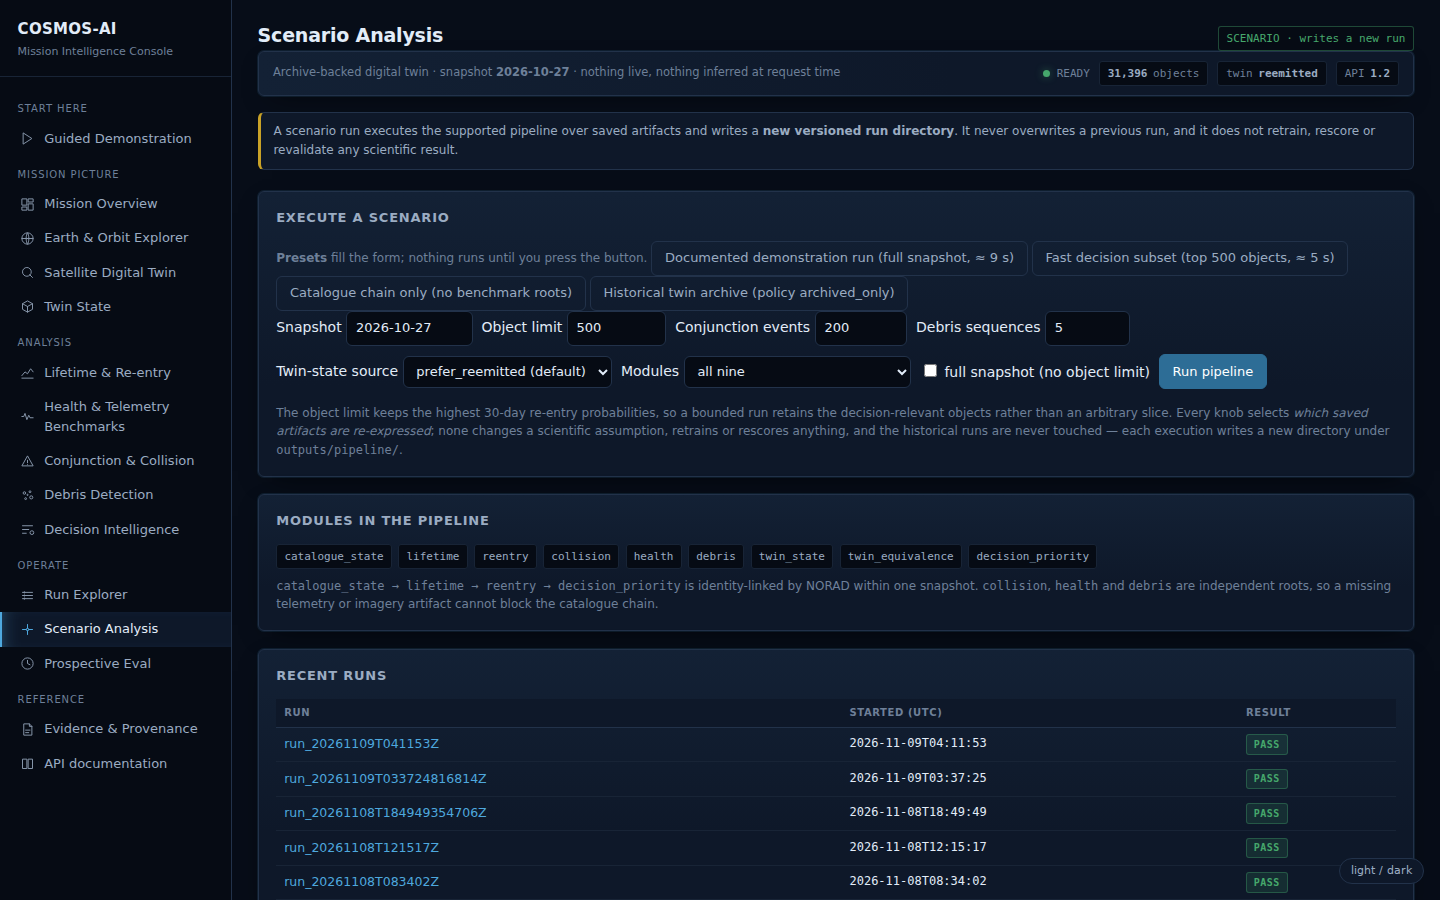 COSMOS-AI
Mission Intelligence Console
START HERE
Guided Demonstration
MISSION PICTURE
Mission Overview
Earth & Orbit Explorer
Satellite Digital Twin
Twin State
ANALYSIS
Lifetime & Re-entry
Health & Telemetry
Benchmarks
Conjunction & Collision
Debris Detection
Decision Intelligence
OPERATE
Run Explorer
Scenario Analysis
Prospective Eval
REFERENCE
Evidence & Provenance
API documentation
Scenario Analysis
SCENARIO · writes a new run
Archive-backed digital twin · snapshot 2026-10-27 · nothing live, nothing inferred at request time
READY 31,396 objects twin reemitted API 1.2
A scenario run executes the supported pipeline over saved artifacts and writes a new versioned run directory. It never overwrites a previous run, and it does not retrain, rescore or
revalidate any scientific result.
EXECUTE A SCENARIO
Presets fill the form; nothing runs until you press the button. Documented demonstration run (full snapshot, ≈ 9 s) Fast decision subset (top 500 objects, ≈ 5 s)
Catalogue chain only (no benchmark roots) Historical twin archive (policy archived_only)
Snapshot 2026-10-27 Object limit 500 Conjunction events 200 Debris sequences 5
Twin-state source prefer_reemitted (default) Modules all nine full snapshot (no object limit) Run pipeline
The object limit keeps the highest 30-day re-entry probabilities, so a bounded run retains the decision-relevant objects rather than an arbitrary slice. Every knob selects which saved
artifacts are re-expressed; none changes a scientific assumption, retrains or rescores anything, and the historical runs are never touched — each execution writes a new directory under
outputs/pipeline/.
MODULES IN THE PIPELINE
catalogue_state lifetime reentry collision health debris twin_state twin_equivalence decision_priority
catalogue_state → lifetime → reentry → decision_priority is identity-linked by NORAD within one snapshot. collision, health and debris are independent roots, so a missing
telemetry or imagery artifact cannot block the catalogue chain.
RECENT RUNS
RUN STARTED (UTC) RESULT
run_20261109T041153Z 2026-11-09T04:11:53 PASS
run_20261109T033724816814Z 2026-11-09T03:37:25 PASS
run_20261108T184949354706Z 2026-11-08T18:49:49 PASS
run_20261108T121517Z 2026-11-08T12:15:17 PASS
run_20261108T083402Z 2026-11-08T08:34:02 PASS
light / dark